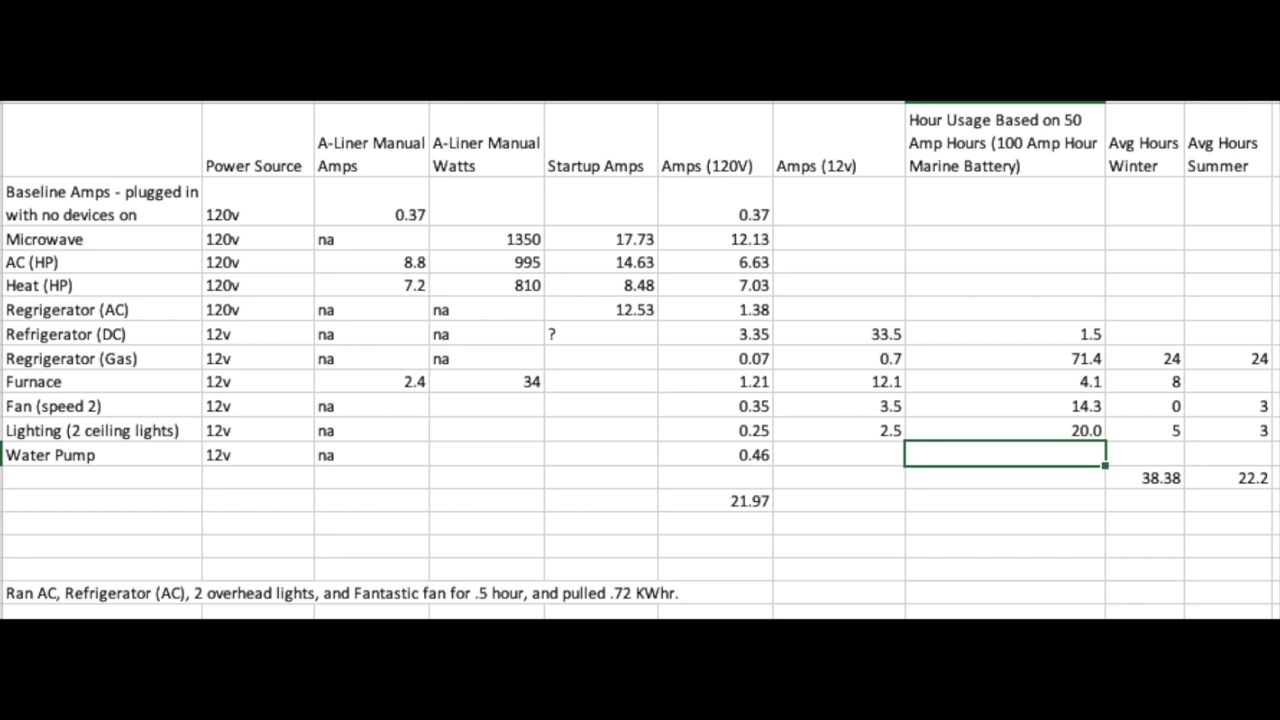 Power Source A-Liner Manual Amps A-Liner Manual Watts Startup Amps Amps (120V) Amps (12v) Hour Usage Based on 50 Amp Hours (100 Amp Hour Marine Battery) Avg Hours Winter Avg Hours Summer
Baseline Amps - plugged in with no devices on 120v 0.37 0.37
Microwave 120v na 1350 17.73 12.13
AC (HP) 120v 8.8 995 14.63 6.63
Heat (HP) 120v 7.2 810 8.48 7.03
Regrigerator (AC) 120v na na 12.53 1.38
Refrigerator (DC) 12v na na ? 3.35 33.5 1.5
Regrigerator (Gas) 12v na na 0.07 0.7 71.4 24 24
Furnace 12v 2.4 34 1.21 12.1 4.1 8
Fan (speed 2) 12v na 0.35 3.5 14.3 0 3
Lighting (2 ceiling lights) 12v na 0.25 2.5 20.0 5 3
Water Pump 12v na 0.46
38.38 22.2
21.97
Ran AC, Refrigerator (AC), 2 overhead lights, and Fantastic fan for .5 hour, and pulled .72 KWhr.